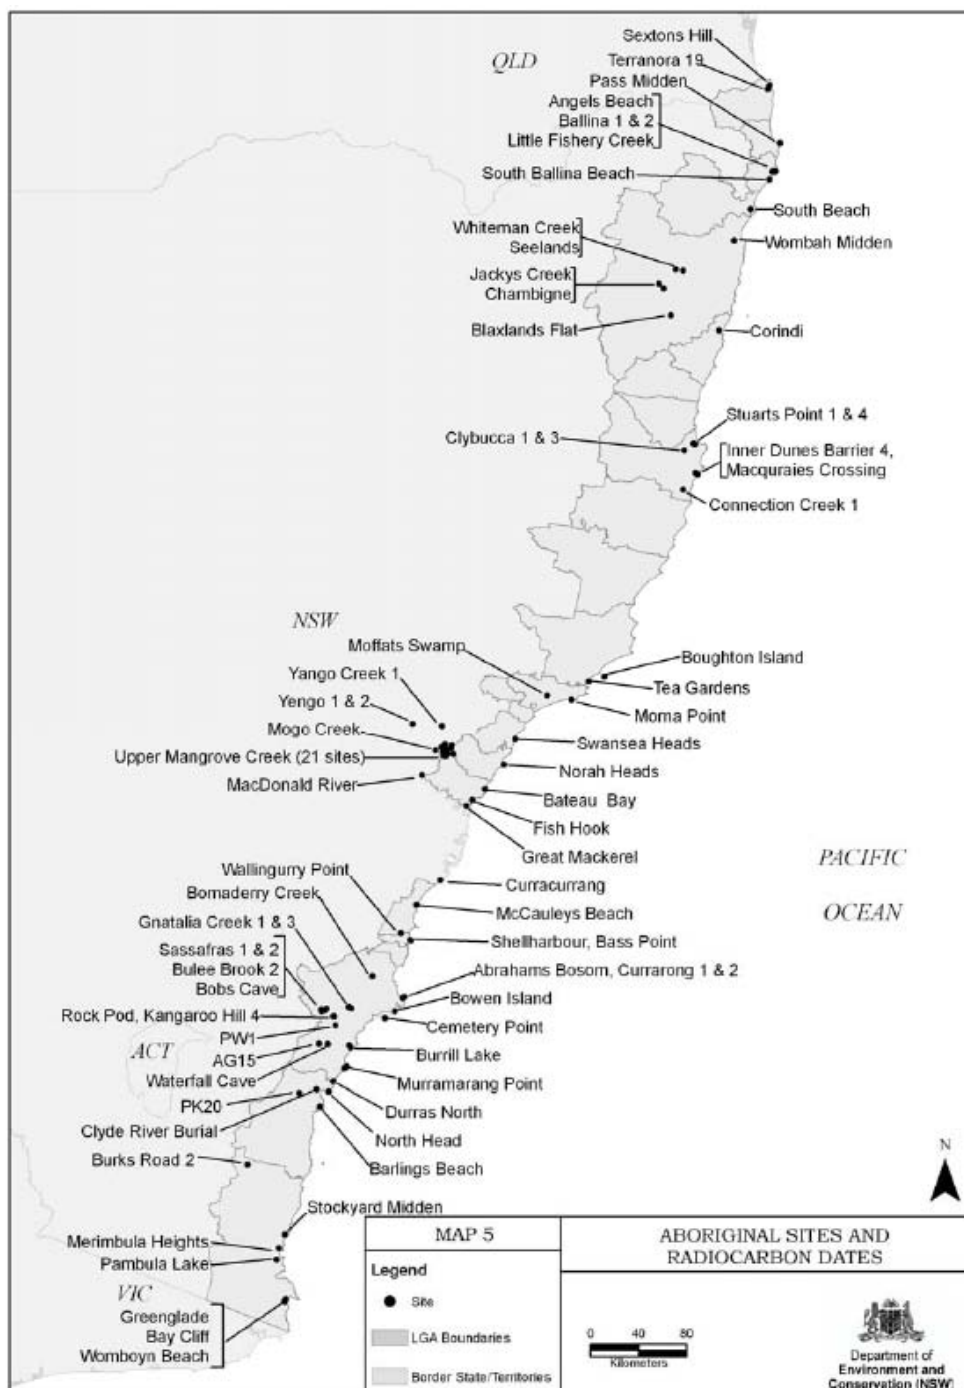 Sextons Hill
QLD
Terranora 19
Pass Midden
Angels Beach
Ballina 1 & 2
Little Fishery Creek
South Ballina Beach
South Beach
Whiteman Creek
Seelands
Wombah Midden
Jackys Creek
Chambigne
Blaxlands Flat
Corindi
Stuarts Point 1 & 4
Clybucca 1 & 3
Inner Dunes Barrier 4,
Macquraies Crossing
Connection Creek 1
NSW
Moffats Swamp
Boughton Island
Yango Creek 1
Tea Gardens
Yengo 1 & 2
Moma Point
Mogo Creek
Swansea Heads
Upper Mangrove Creek (21 sites)
Norah Heads
MacDonald River
Bateau Bay
Fish Hook
Great Mackerel
PACIFIC
OCEAN
Wallingurry Point
Curracurrang
Bomaderry Creek
McCauleys Beach
Gnatalia Creek 1 & 3
Shellharbour, Bass Point
Sassafras 1 & 2
Bulee Brook 2
Bobs Cave
Abrahams Bosom, Currarong 1 & 2
Bowen Island
Rock Pod, Kangaroo Hill 4
Cemetery Point
PW1
ACT
AG15
Burrill Lake
Waterfall Cave
Murramarang Point
PK20
Durras North
Clyde River Burial
North Head
Burks Road 2
Barlings Beach
N
Stockyard Midden
Merimbula Heights
Pambula Lake
VIC
Greenglade
Bay Cliff
Womboyn Beach
MAP 5
Legend
Site
LGA Boundaries
Border State/Territories
ABORIGINAL SITES AND
RADIOCARBON DATES
0 40 80
Kilometers
Department of
Environment and
Conservation (NSW)